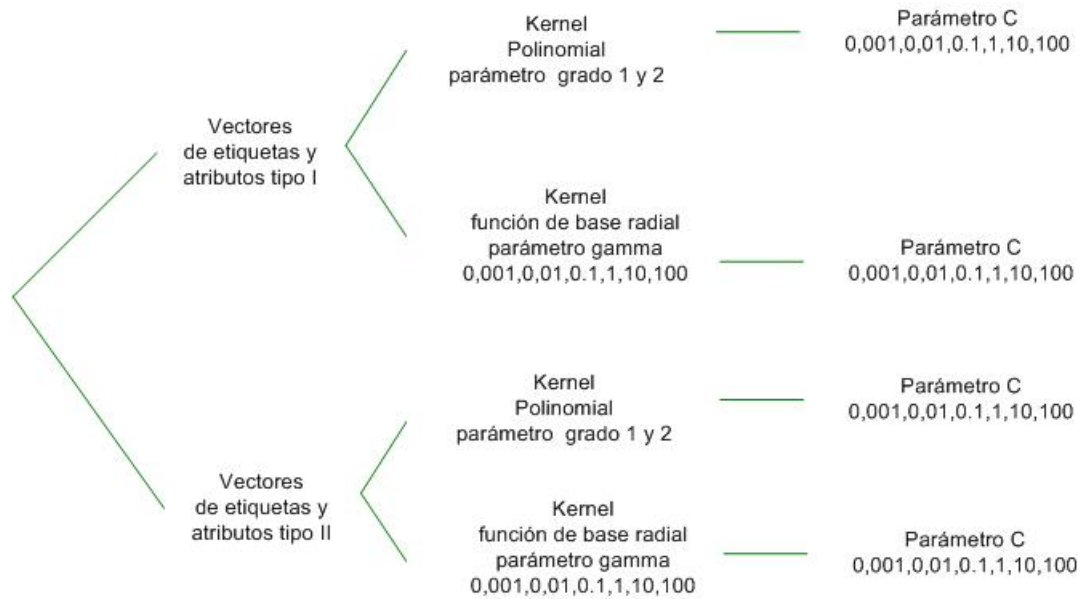 Kernel
Polinomial
parámetro grado 1 y 2
Parámetro C
0,001,0,01,0.1,1,10,100
Vectores
de etiquetas y
atributos tipo I
Kernel
función de base radial
parámetro gamma
0,001,0,01,0.1,1,10,100
Parámetro C
0,001,0,01,0.1,1,10,100
Kernel
Polinomial
parámetro grado 1 y 2
Parámetro C
0,001,0,01,0.1,1,10,100
Vectores
de etiquetas y
atributos tipo II
Kernel
función de base radial
parámetro gamma
0,001,0,01,0.1,1,10,100
Parámetro C
0,001,0,01,0.1,1,10,100